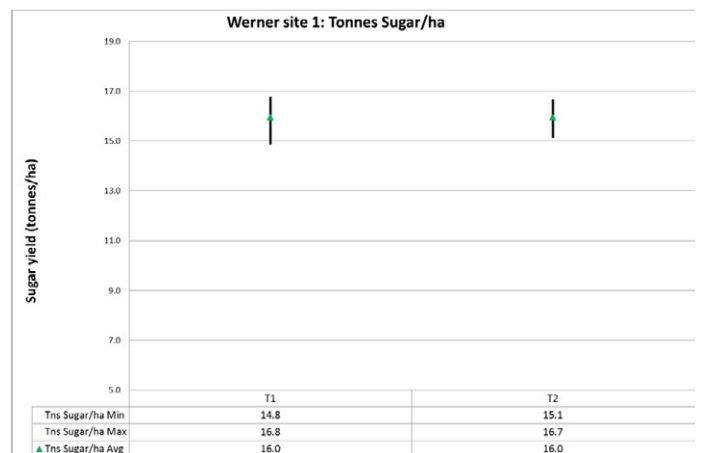 Werner site 1: Tonnes Sugar/ha
19.0
17.0
15.0
13.0
11.0
9.0
7.0
5.0
Sugar yield (tonnes/ha)
T1 T2
Tns Sugar/ha Min 14.8 15.1
Tns Sugar/ha Max 16.8 16.7
Tns Sugar/ha Avg 16.0 16.0